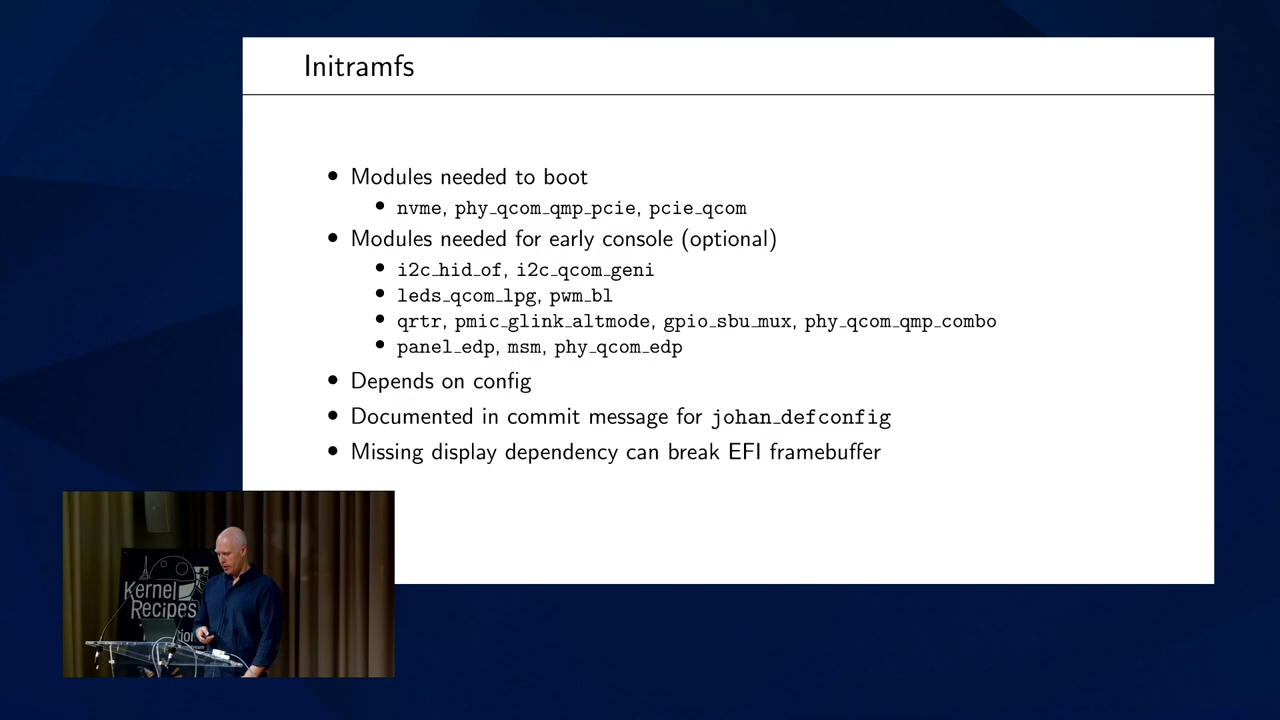 Initramfs
• Modules needed to boot
• nvme, phy_qcom_qmp_pcie, pcie_qcom
• Modules needed for early console (optional)
• i2c_hid_of, i2c_qcom_geni
• leds_qcom_lpg, pwm_bl
• qrtr, pmic_glink_altmode, gpio_sbu_mux, phy_qcom_qmp_combo
• panel_edp, msm, phy_qcom_edp
• Depends on config
• Documented in commit message for johan_defconfig
• Missing display dependency can break EFI framebuffer
Kernel
Recipes